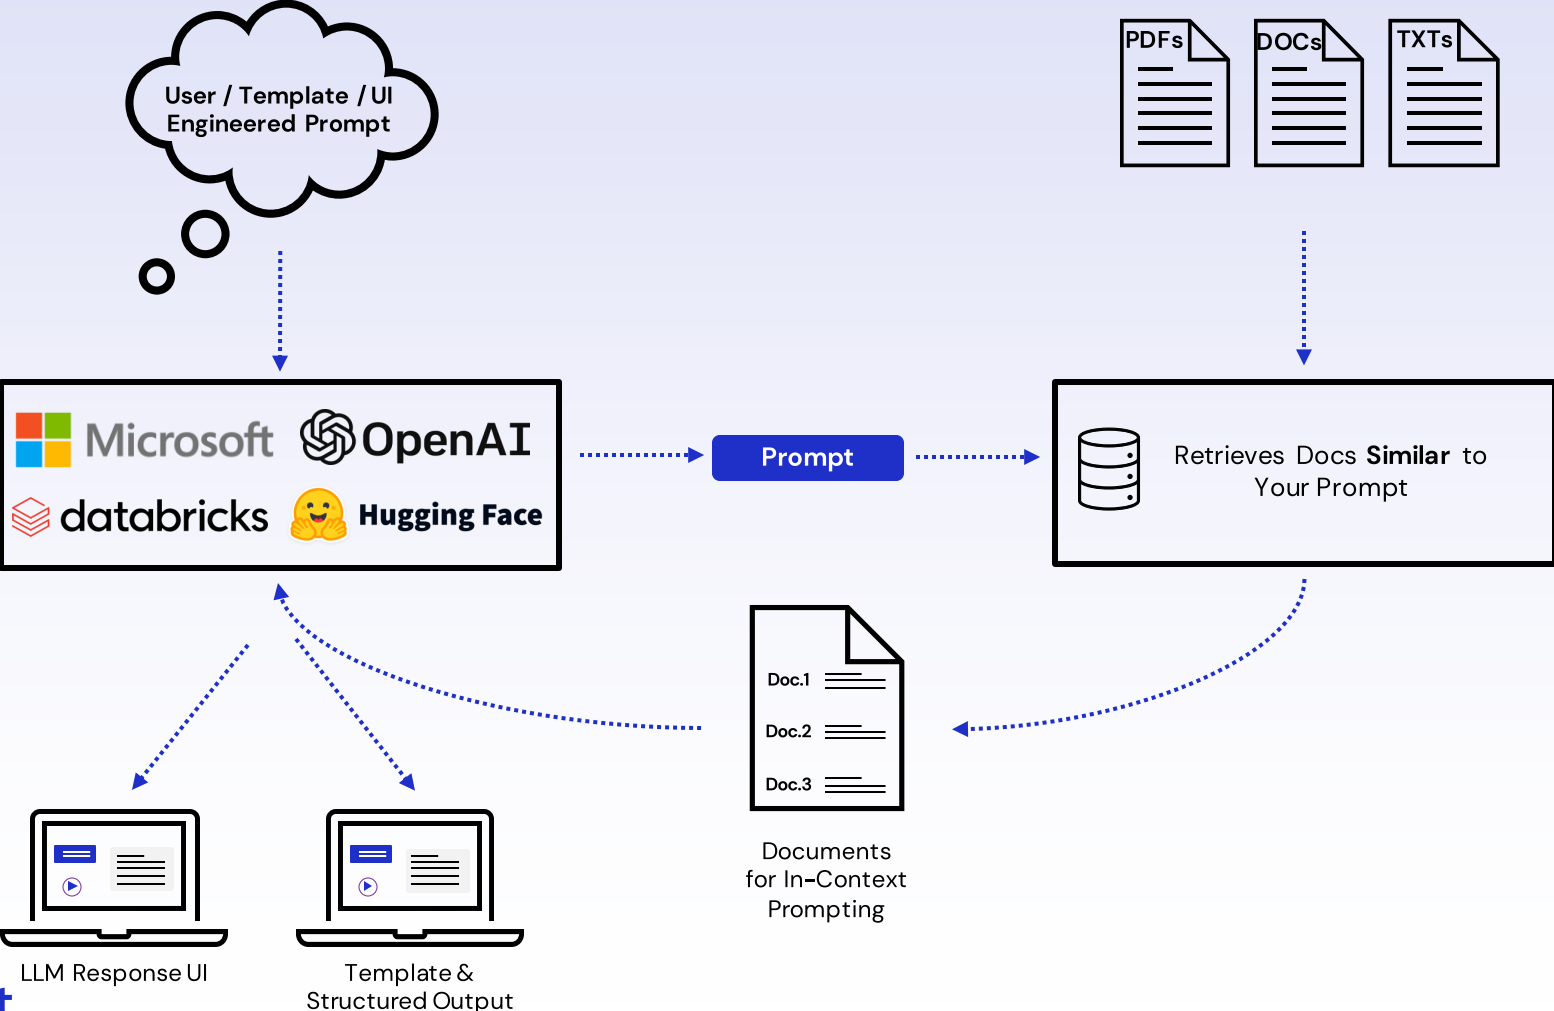 User / Template / UI
Engineered Prompt
PDFs
DOCs
TXTs
Microsoft
OpenAI
databricks
Hugging Face
Prompt
Retrieves Docs Similar to
Your Prompt
Doc.1
Doc.2
Doc.3
Documents
for In-Context
Prompting
LLM Response UI
Template &
Structured Output